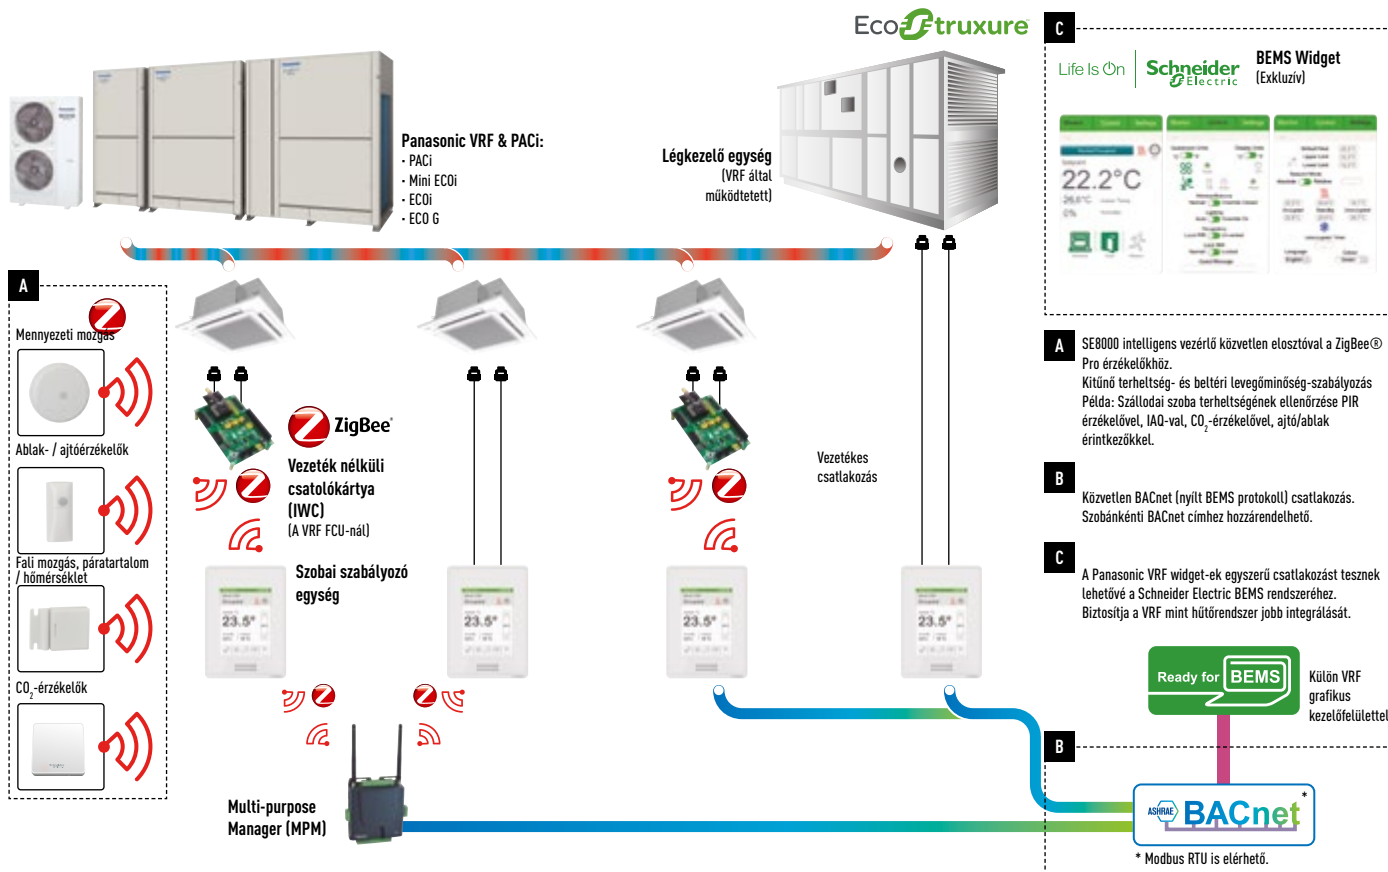 EcoStruxure
C
Life Is On
Schneider Electric
BEMS Widget
(Exkluzív)
22.2°C
Panasonic VRF & PACi:
· PACi
· Mini ECOi
· ECOi
· ECO G
Légkezelő egység
(VRF által
működtetett)
A
Mennyezeti mozgás
Ablak- / ajtóérzékelők
Fali mozgás, páratartalom
/ hőmérséklet
CO2-érzékelők
ZigBee®
Vezeték nélküli
csatolókártya
(IWC)
(A VRF FCU-nál)
Szobai szabályozó
egység
Vezetékes
csatlakozás
23.5°
23.5°
23.5°
23.5°
Multi-purpose
Manager (MPM)
A
SE8000 intelligens vezérlő közvetlen elosztóval a ZigBee®
Pro érzékelőkhöz.
Kitűnő terheltség- és beltéri levegőminőség-szabályozás
Példa: Szállodai szoba terheltségének ellenőrzése PIR
érzékelővel, IAQ-val, CO2-érzékelővel, ajtó/ablak
érintkezőkkel.
B
Közvetlen BACnet (nyílt BEMS protokoll) csatlakozás.
Szobánkénti BACnet címhez hozzárendelhető.
C
A Panasonic VRF widget-ek egyszerű csatlakozást tesznek
lehetővé a Schneider Electric BEMS rendszeréhez.
Biztosítja a VRF mint hűtőrendszer jobb integrálását.
Ready for BEMS
Külön VRF
grafikus
kezelőfelülettel
B
ASHRAE BACnet *
* Modbus RTU is elérhető.